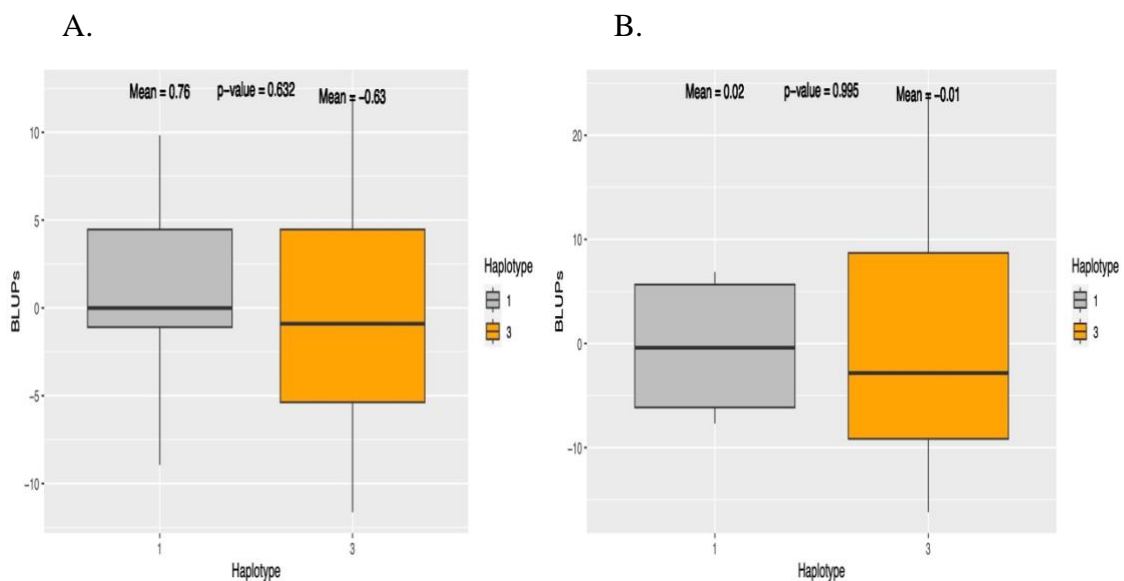 A.
Mean = 0.76 p-value = 0.632 Mean = -0.63
10
5
0
-5
-10
BLUPs
1 3
Haplotype
Haplotype
1
3
B.
Mean = 0.02 p-value = 0.995 Mean = -0.01
20
10
0
-10
BLUPs
1 3
Haplotype
Haplotype
1
3